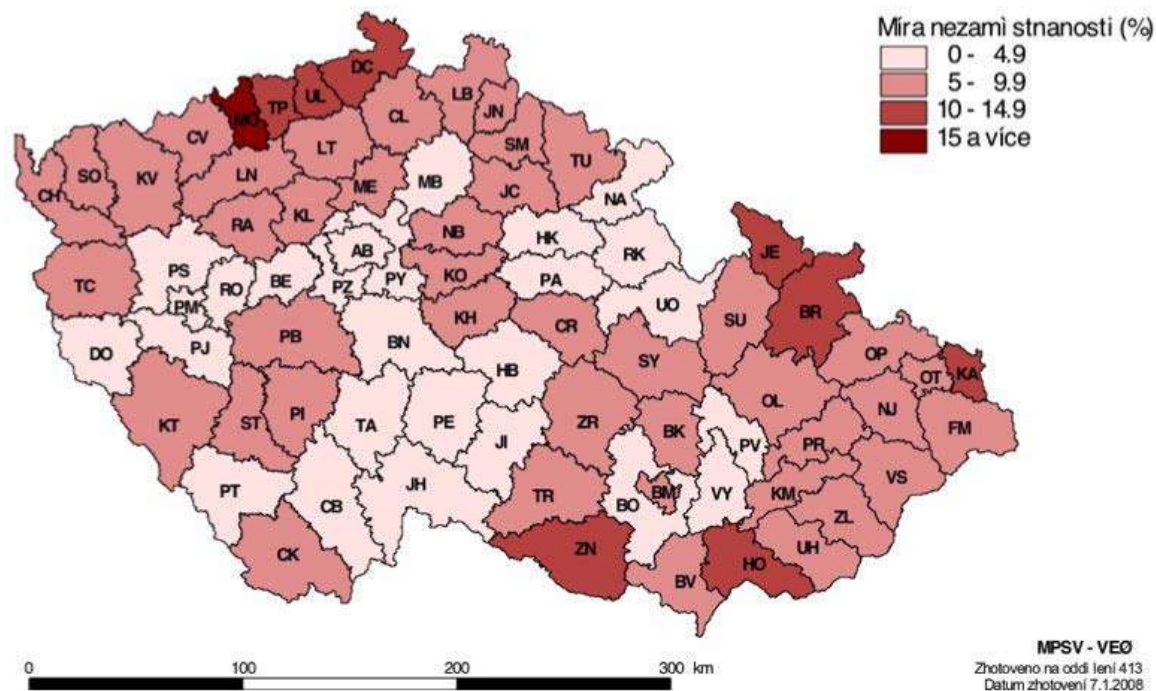 Míra nezamì stnanosti (%)
0 - 4.9
5 - 9.9
10 - 14.9
15 a více
DC
UL
TP
MO
LB
JN
CL
CV
SM
LT
TU
SO
KV
LN
CH
ME
MB
JC
NA
RA
KL
NB
HK
AB
RK
PS
KO
JE
TC
RO
BE
PZ
PY
PA
PM
UO
BR
KH
CR
SU
PB
BN
DO
PJ
OP
SY
HB
KA
OT
OL
NJ
KT
ST
PI
TA
PE
ZR
FM
BK
JI
PV
PR
VS
PT
JH
TR
BM
VY
KM
CB
BO
ZL
ZN
UH
CK
HO
BV
0 100 200 300 km
MPSV - VEØ
Zhotoveno na oddì lení 413
Datum zhotovení 7.1.2008